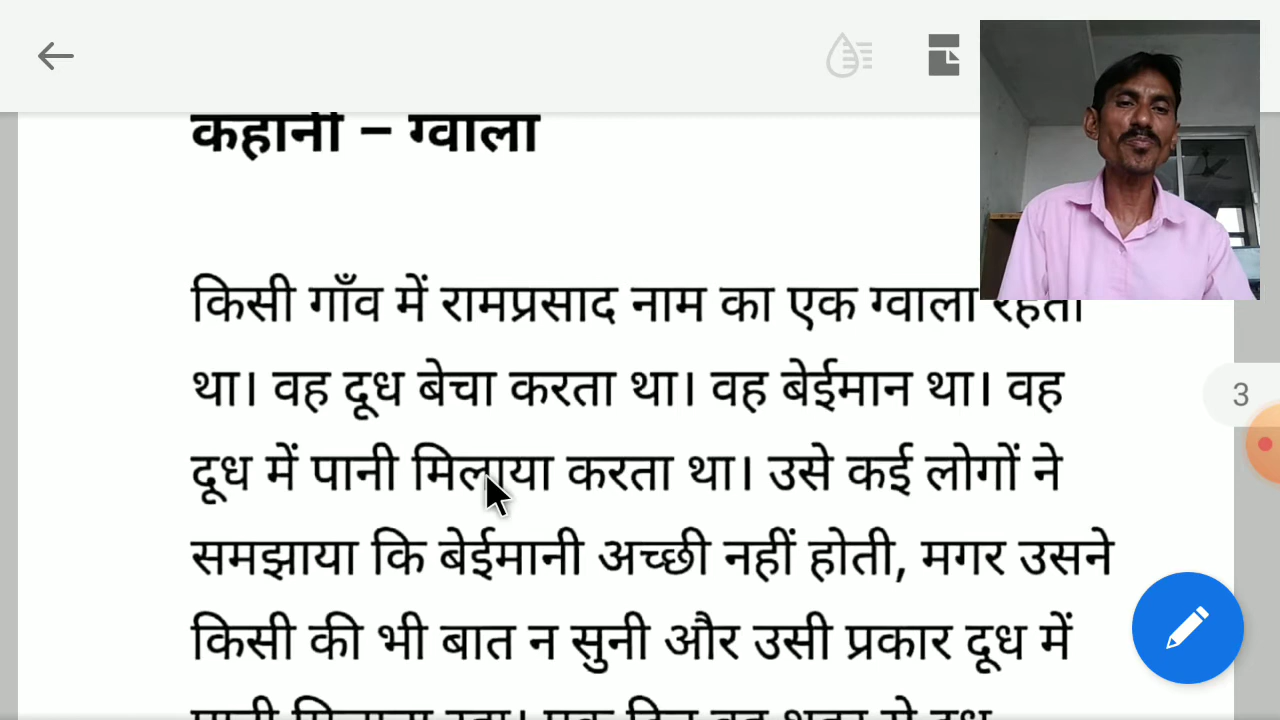 कहानी – ग्वाला
किसी गाँव में रामप्रसाद नाम का एक ग्वाला रहता
था। वह दूध बेचा करता था। वह बेईमान था। वह
3
दूध में पानी मिलाया करता था। उसे कई लोगों ने
समझाया कि बेईमानी अच्छी नहीं होती, मगर उसने
किसी की भी बात न सुनी और उसी प्रकार दूध में